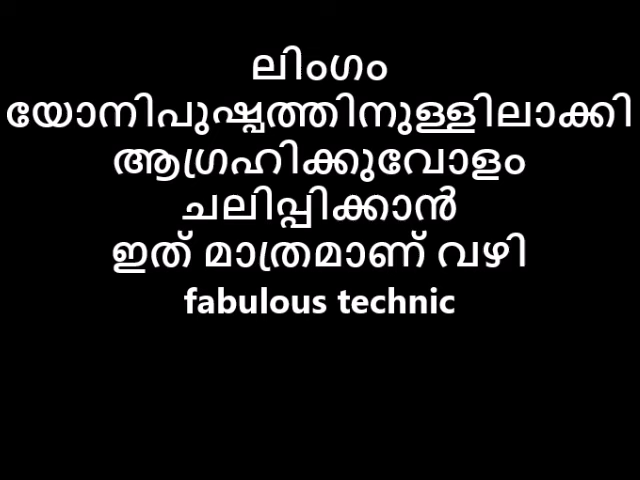 ലിംഗം
യോനിപുഷ്പത്തിനുള്ളിലാക്കി
ആഗ്രഹിക്കുവോളം
ചലിപ്പിക്കാൻ
ഇത് മാത്രമാണ് വഴി
fabulous technic